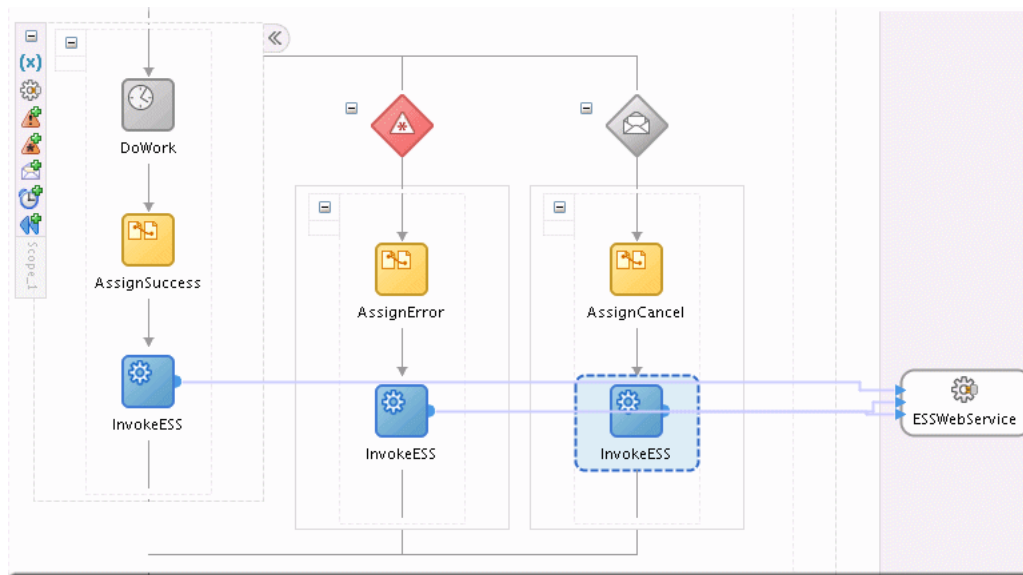 (x)
Scope_1
DoWork
AssignSuccess
AssignError
AssignCancel
InvokeESS
InvokeESS
InvokeESS
ESSWebService